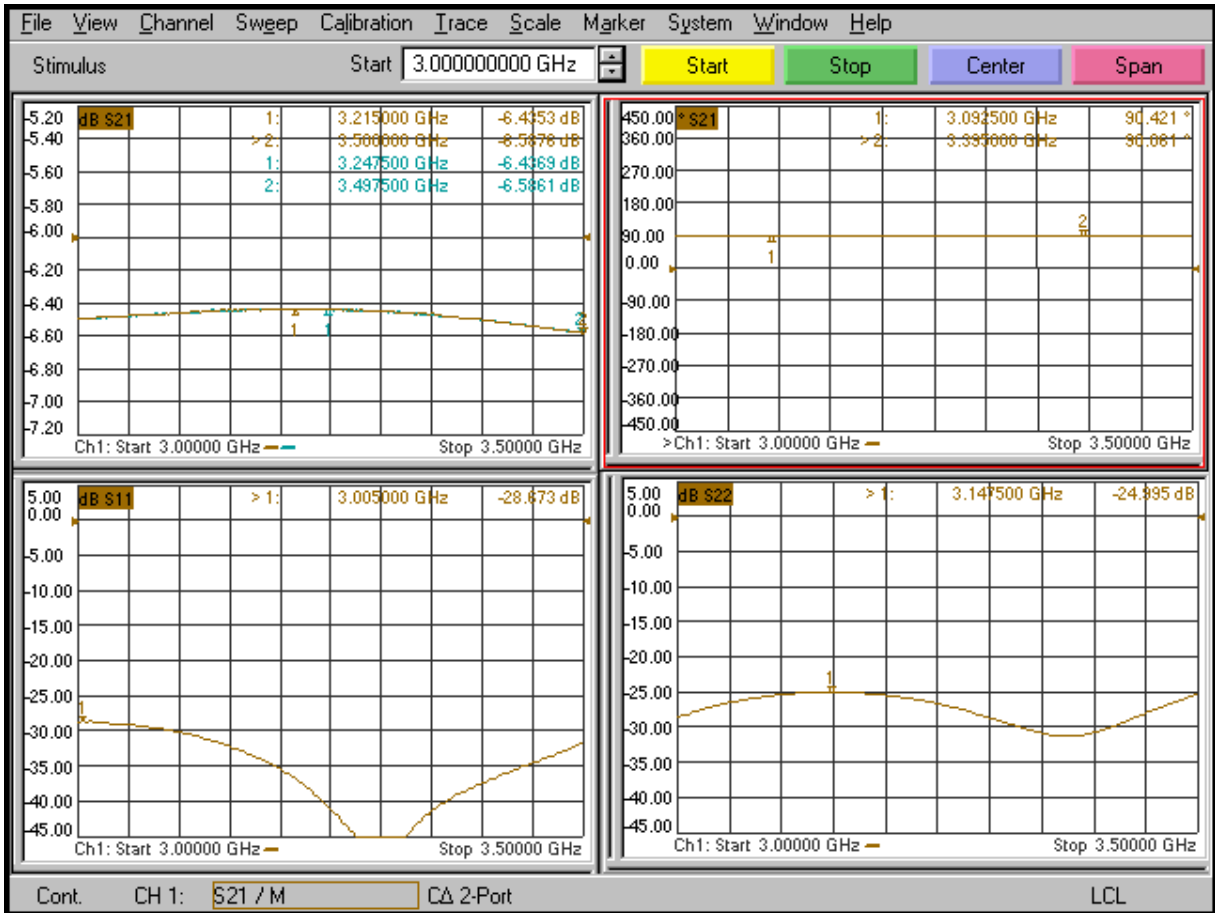 File View Channel Sweep Calibration Trace Scale Marker System Window Help
Stimulus Start 3.000000000 GHz Start Stop Center Span
dB S21
1: 3.215000 GHz -6.4353 dB
> 2: 3.500000 GHz -6.5878 dB
1: 3.247500 GHz -6.4369 dB
2: 3.497500 GHz -6.5861 dB
-5.20
-5.40
-5.60
-5.80
-6.00
-6.20
-6.40
-6.60
-6.80
-7.00
-7.20
1
1
2
Ch1: Start 3.00000 GHz Stop 3.50000 GHz
° S21
1: 3.092500 GHz 90.421 °
> 2: 3.395000 GHz 90.081 °
450.00
360.00
270.00
180.00
90.00
0.00
-90.00
-180.00
-270.00
-360.00
-450.00
1
2
>Ch1: Start 3.00000 GHz Stop 3.50000 GHz
dB S11
> 1: 3.005000 GHz -28.673 dB
5.00
0.00
-5.00
-10.00
-15.00
-20.00
-25.00
-30.00
-35.00
-40.00
-45.00
1
Ch1: Start 3.00000 GHz Stop 3.50000 GHz
dB S22
> 1: 3.147500 GHz -24.995 dB
5.00
0.00
-5.00
-10.00
-15.00
-20.00
-25.00
-30.00
-35.00
-40.00
-45.00
1
Ch1: Start 3.00000 GHz Stop 3.50000 GHz
Cont. CH 1: S21 / M CΔ 2-Port LCL